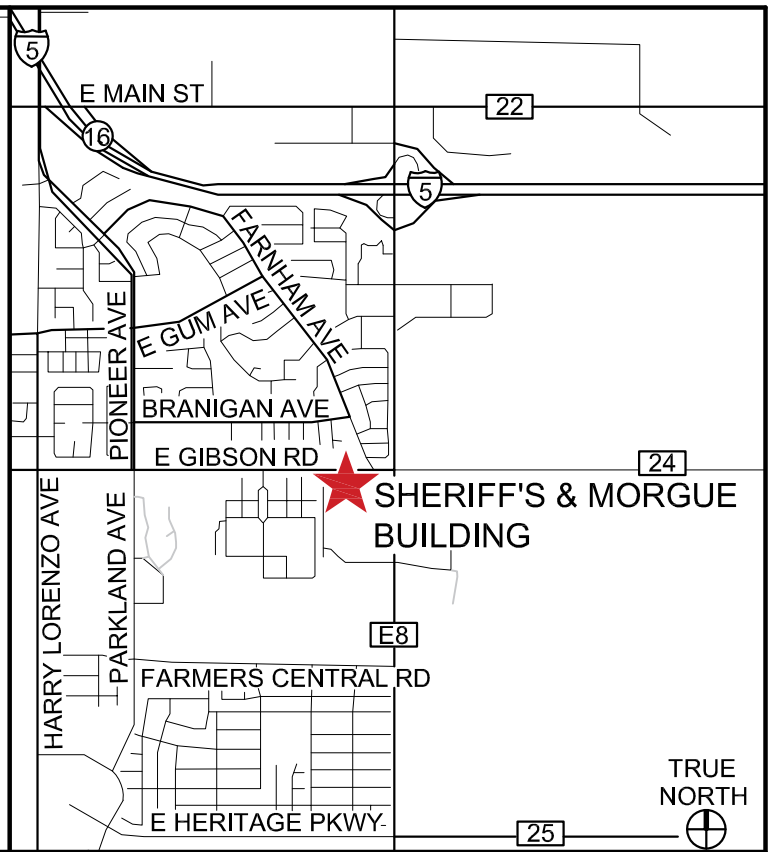 5
E MAIN ST
22
16
5
FARNHAM AVE
E GUM AVE
PIONEER AVE
BRANIGAN AVE
E GIBSON RD
24
SHERIFF'S & MORGUE
BUILDING
HARRY LORENZO AVE
PARKLAND AVE
E8
FARMERS CENTRAL RD
TRUE
NORTH
E HERITAGE PKWY
25